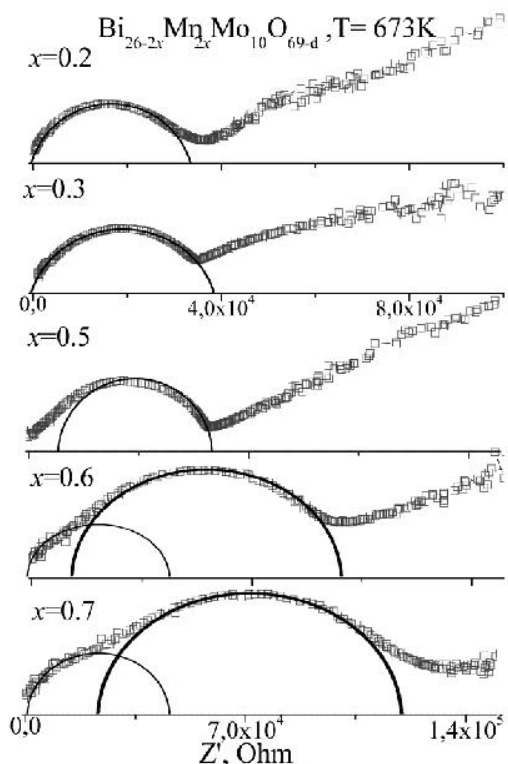 Bi26-2xMn2xMo10O69-d ,T= 673K
x=0.2
x=0.3
0,0 4,0x10⁴ 8,0x10⁴
x=0.5
x=0.6
x=0.7
0,0 7,0x10⁴ 1,4x10⁵
Z', Ohm